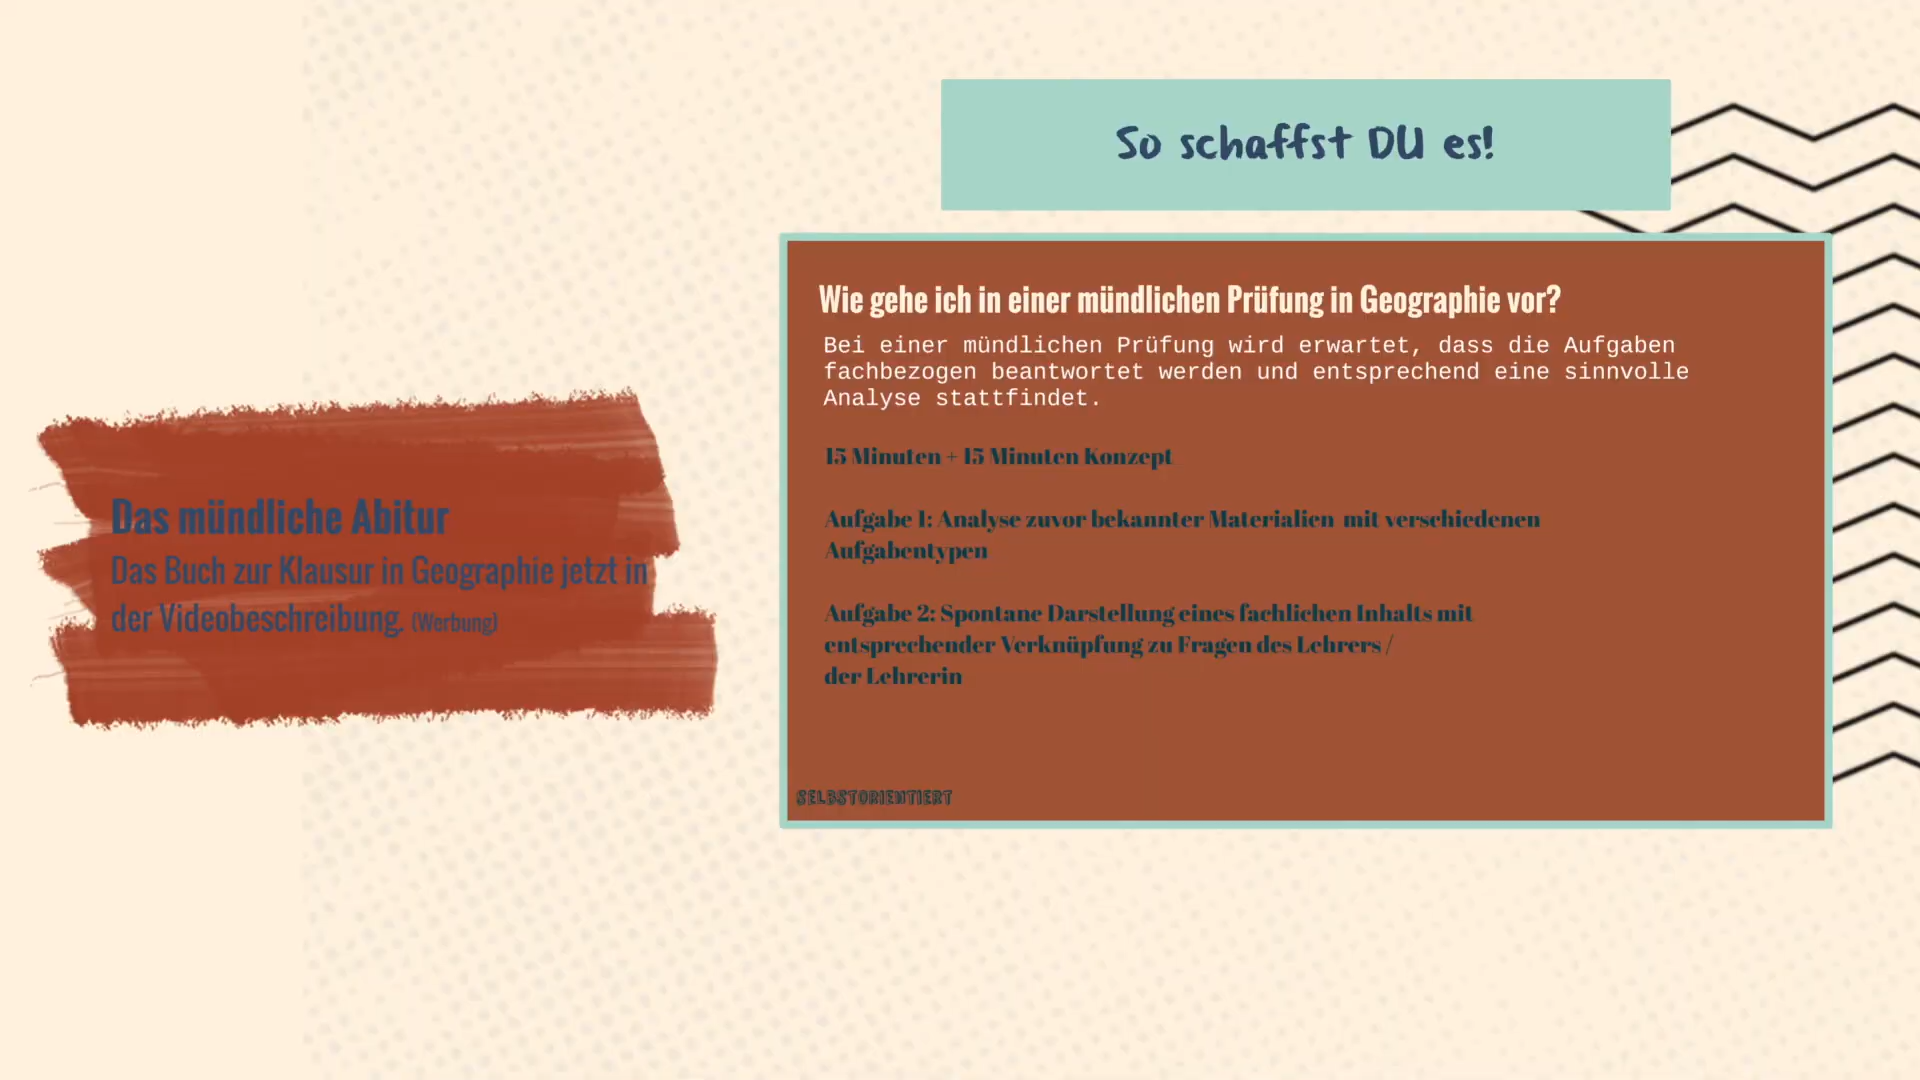 So schaffst DU es!
Wie gehe ich in einer mündlichen Prüfung in Geographie vor?
Bei einer mündlichen Prüfung wird erwartet, dass die Aufgaben
fachbezogen beantwortet werden und entsprechend eine sinnvolle
Analyse stattfindet.
15 Minuten + 15 Minuten Konzept
Aufgabe 1: Analyse zuvor bekannter Materialien mit verschiedenen
Aufgabentypen
Aufgabe 2: Spontane Darstellung eines fachlichen Inhalts mit
entsprechender Verknüpfung zu Fragen des Lehrers /
der Lehrerin
SELBSTORIENTIERT
Das mündliche Abitur
Das Buch zur Klausur in Geographie jetzt in
der Videobeschreibung. (Werbung)